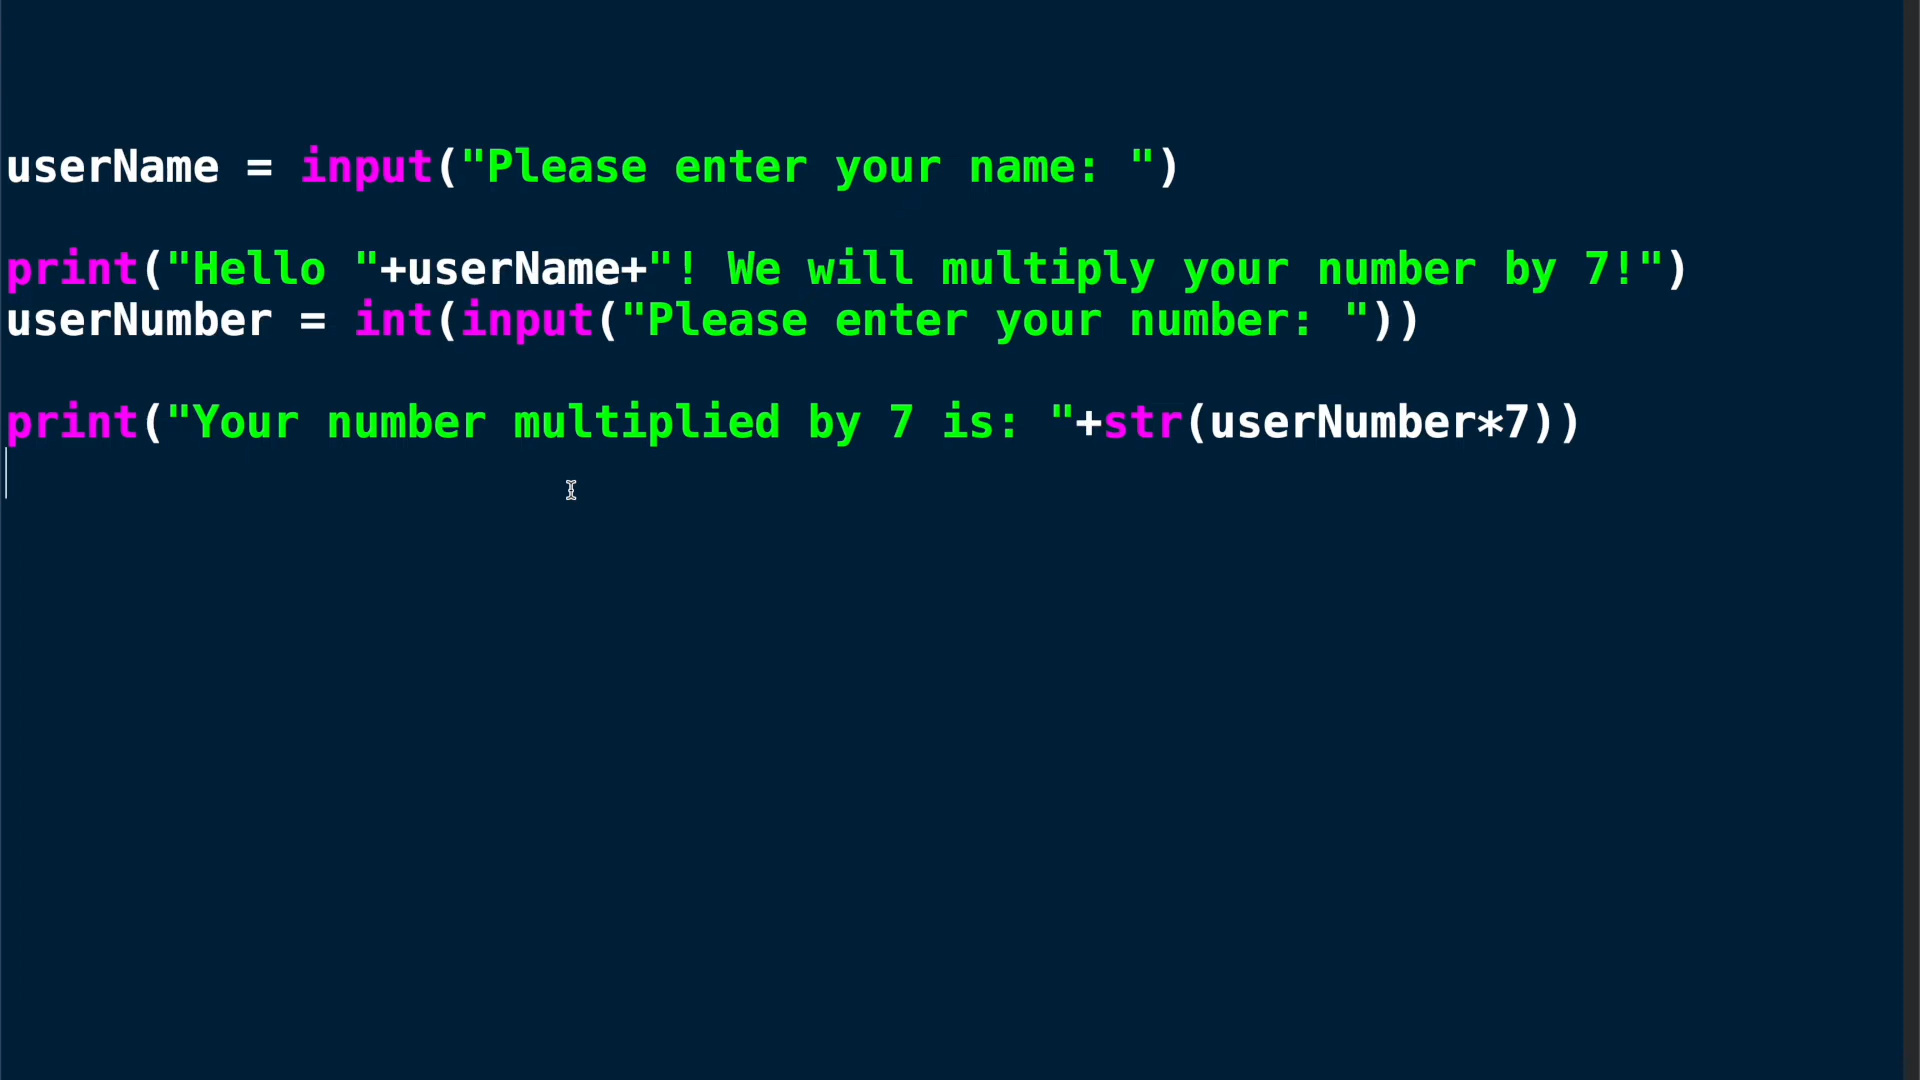 userName = input("Please enter your name: ")
print("Hello "+userName+"! We will multiply your number by 7!")
userNumber = int(input("Please enter your number: "))
print("Your number multiplied by 7 is: "+str(userNumber*7))